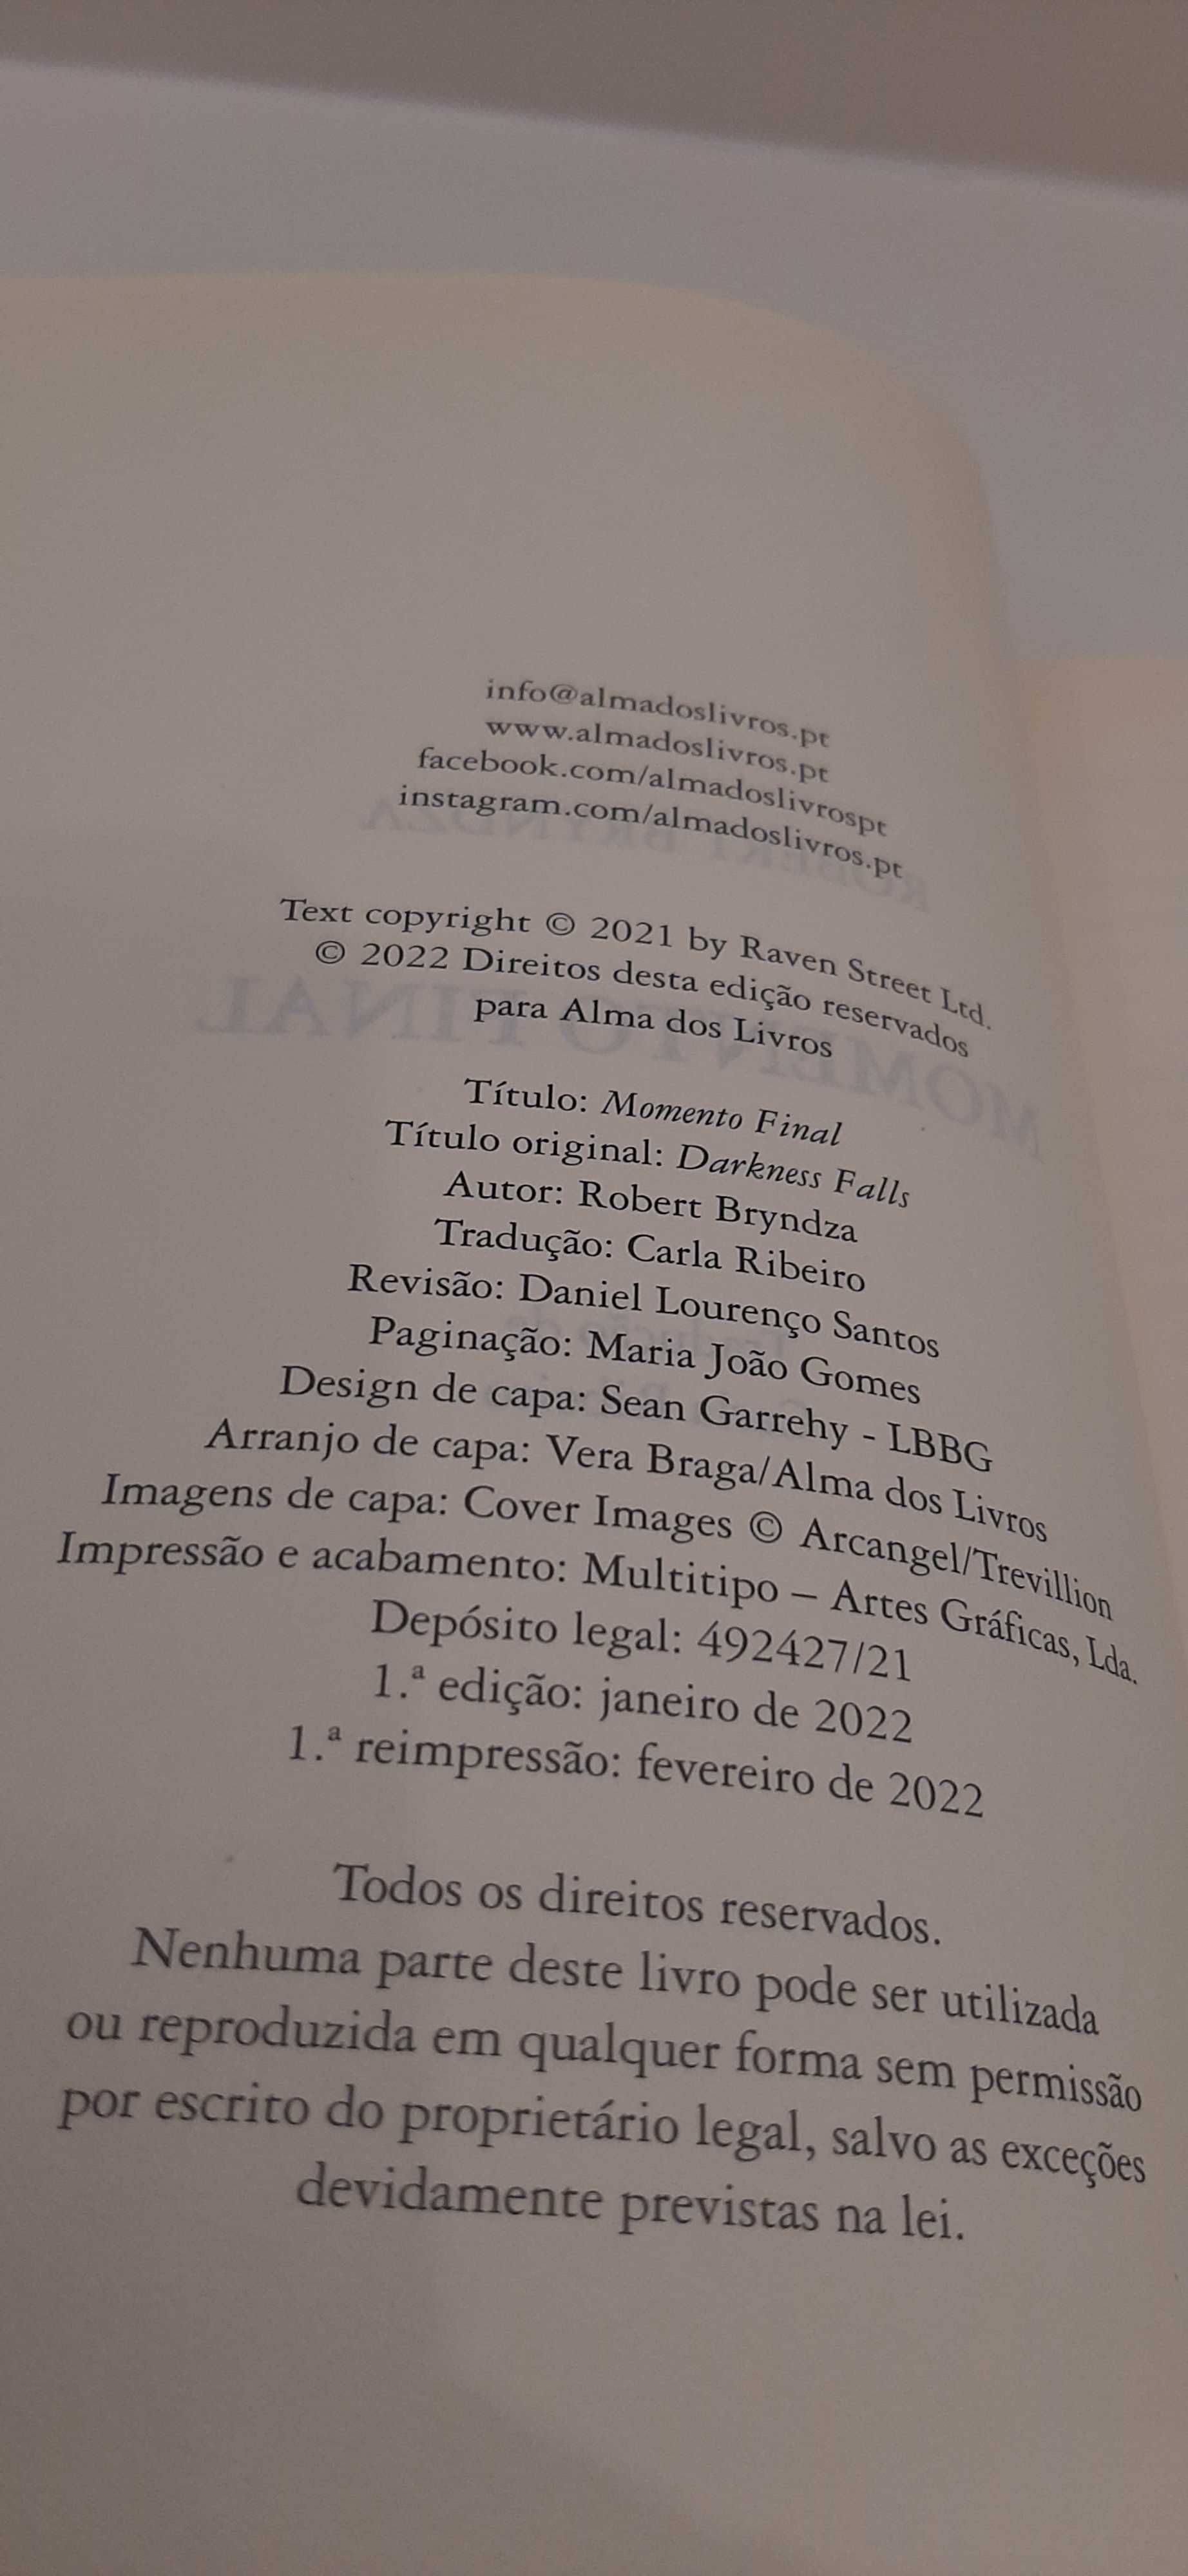 info@almadoslivros.pt
www.almadoslivros.pt
facebook.com/almadoslivrospt
instagram.com/almadoslivros.pt
Text copyright © 2021 by Raven Street Ltd.
© 2022 Direitos desta edição reservados
para Alma dos Livros
Título: Momento Final
Título original: Darkness Falls
Autor: Robert Bryndza
Tradução: Carla Ribeiro
Revisão: Daniel Lourenço Santos
Paginação: Maria João Gomes
Design de capa: Sean Garrehy - LBBG
Arranjo de capa: Vera Braga/Alma dos Livros
Imagens de capa: Cover Images © Arcangel/Trevillion
Impressão e acabamento: Multitipo – Artes Gráficas, Lda.
Depósito legal: 492427/21
1.ª edição: janeiro de 2022
1.ª reimpressão: fevereiro de 2022
Todos os direitos reservados.
Nenhuma parte deste livro pode ser utilizada
ou reproduzida em qualquer forma sem permissão
por escrito do proprietário legal, salvo as exceções
devidamente previstas na lei.